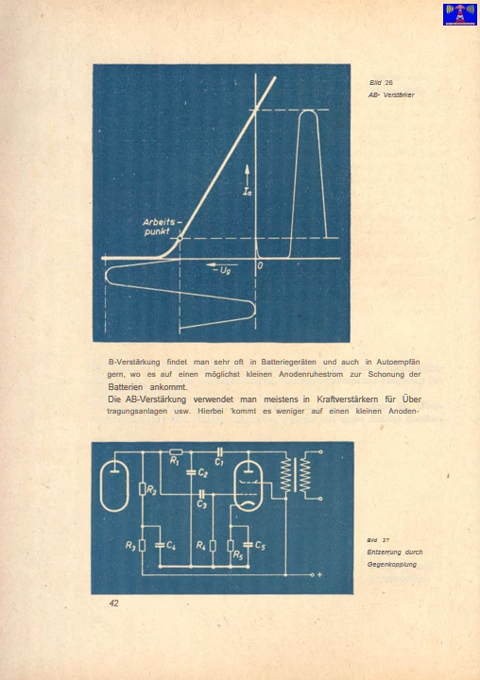 Bild 26
AB- Verstärker
Arbeits-
punkt
Ia
-Ug
0
B-Verstärkung findet man sehr oft in Batteriegeräten und auch in Autoempfän
gern, wo es auf einen möglichst kleinen Anodenruhestrom zur Schonung der
Batterien ankommt.
Die AB-Verstärkung verwendet man meistens in Kraftverstärkern für Über
tragungsanlagen usw. Hierbei 'kommt es weniger auf einen kleinen Anoden-
R1
C1
C2
R2
C3
R3
C4
R4
R5
C5
+
Bild 27
Entzerrung durch
Gegenkopplung
42